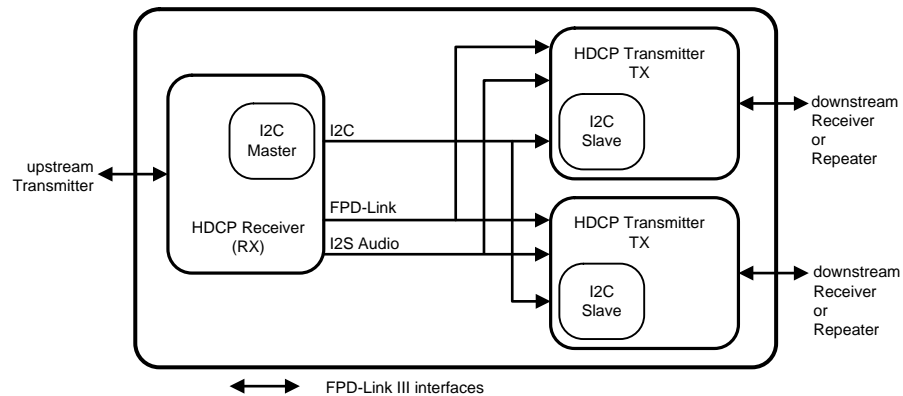 HDCP Transmitter
TX
I2C
Slave
downstream
Receiver
or
Repeater
I2C
Master
I2C
upstream
Transmitter
HDCP Receiver
(RX)
FPD-Link
I2S Audio
HDCP Transmitter
TX
I2C
Slave
downstream
Receiver
or
Repeater
FPD-Link III interfaces